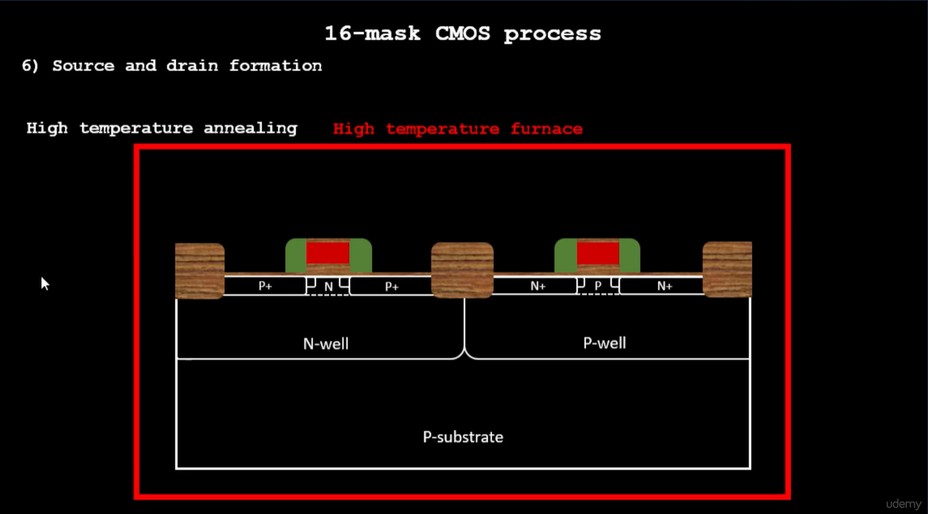 16-mask CMOS process
6) Source and drain formation
High temperature annealing High temperature furnace
P+ N P+ N+ P N+
N-well P-well
P-substrate
udemy